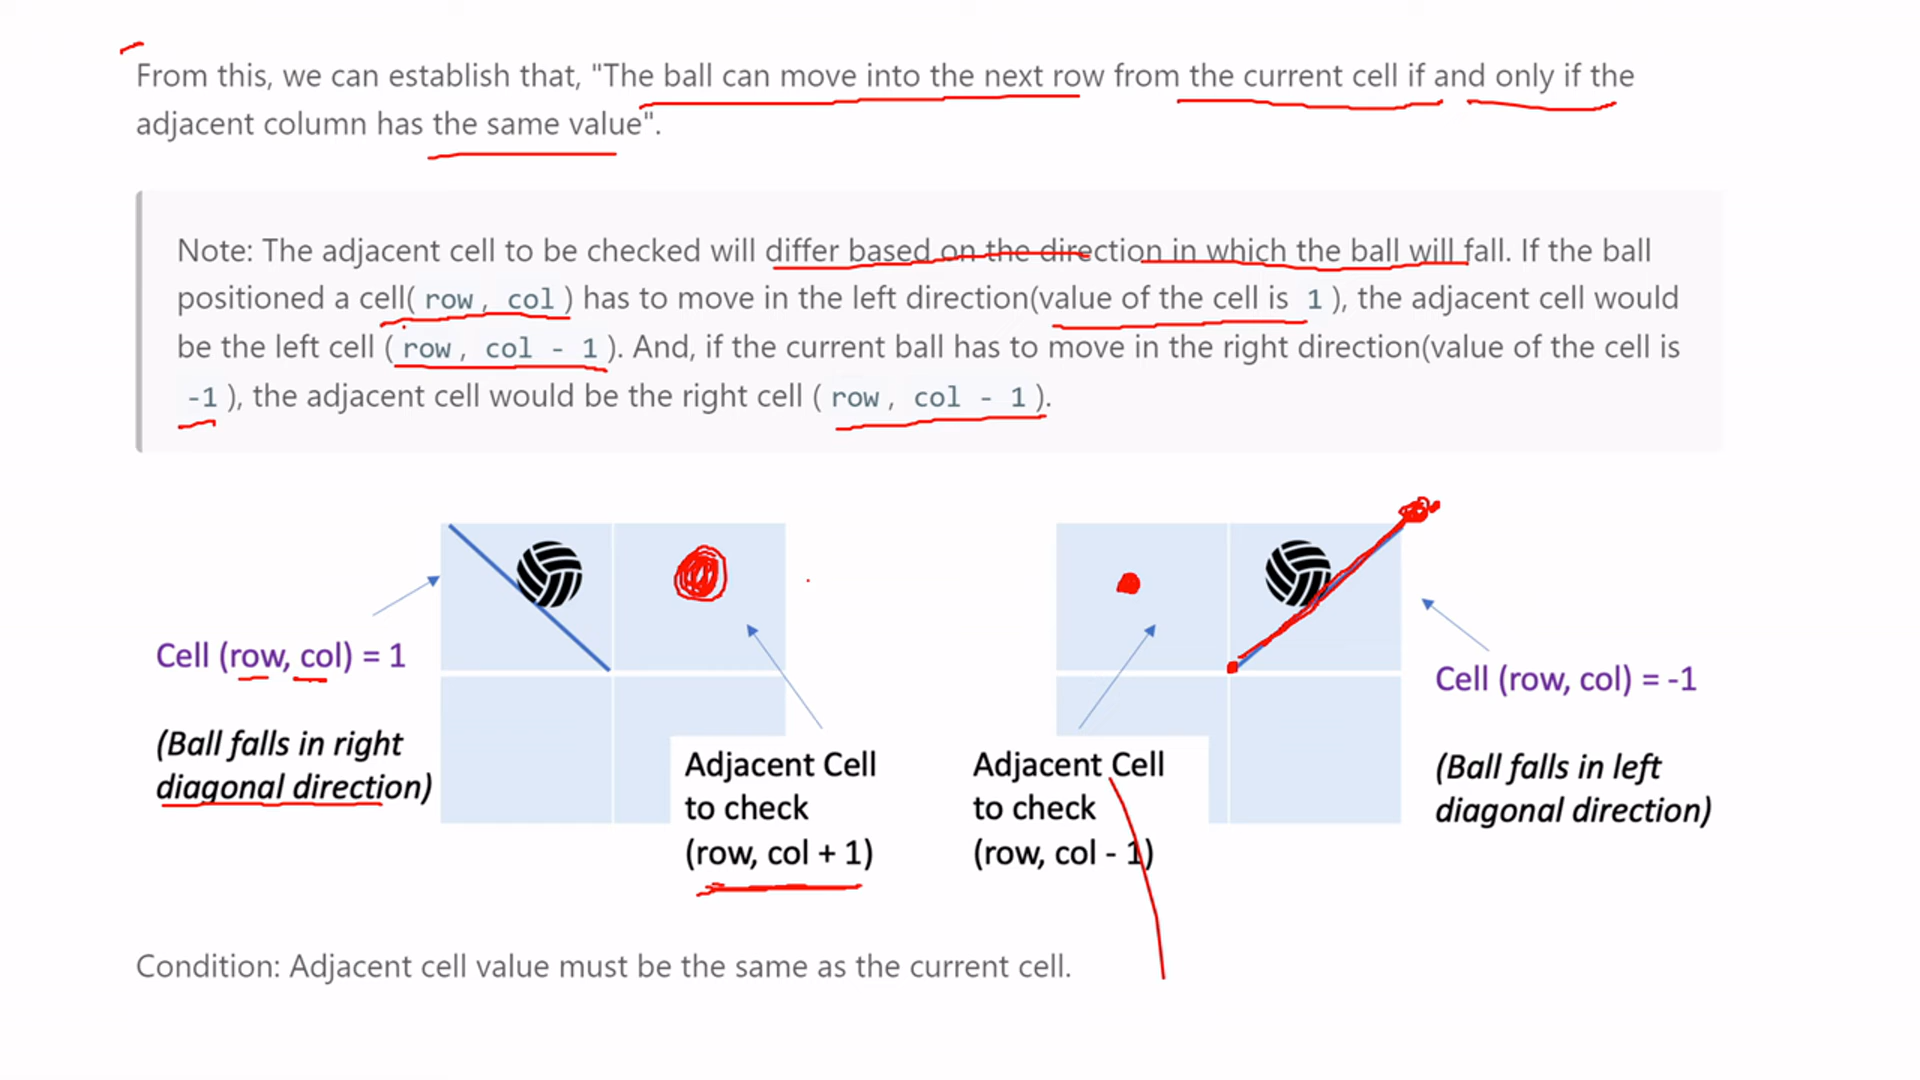 From this, we can establish that, "The ball can move into the next row from the current cell if and only if the
adjacent column has the same value".
Note: The adjacent cell to be checked will differ based on the direction in which the ball will fall. If the ball
positioned a cell( row, col ) has to move in the left direction(value of the cell is 1 ), the adjacent cell would
be the left cell ( row, col - 1 ). And, if the current ball has to move in the right direction(value of the cell is
-1 ), the adjacent cell would be the right cell ( row, col - 1 ).
Cell (row, col) = 1
(Ball falls in right
diagonal direction)
Adjacent Cell
to check
(row, col + 1)
Adjacent Cell
to check
(row, col - 1)
Cell (row, col) = -1
(Ball falls in left
diagonal direction)
Condition: Adjacent cell value must be the same as the current cell.